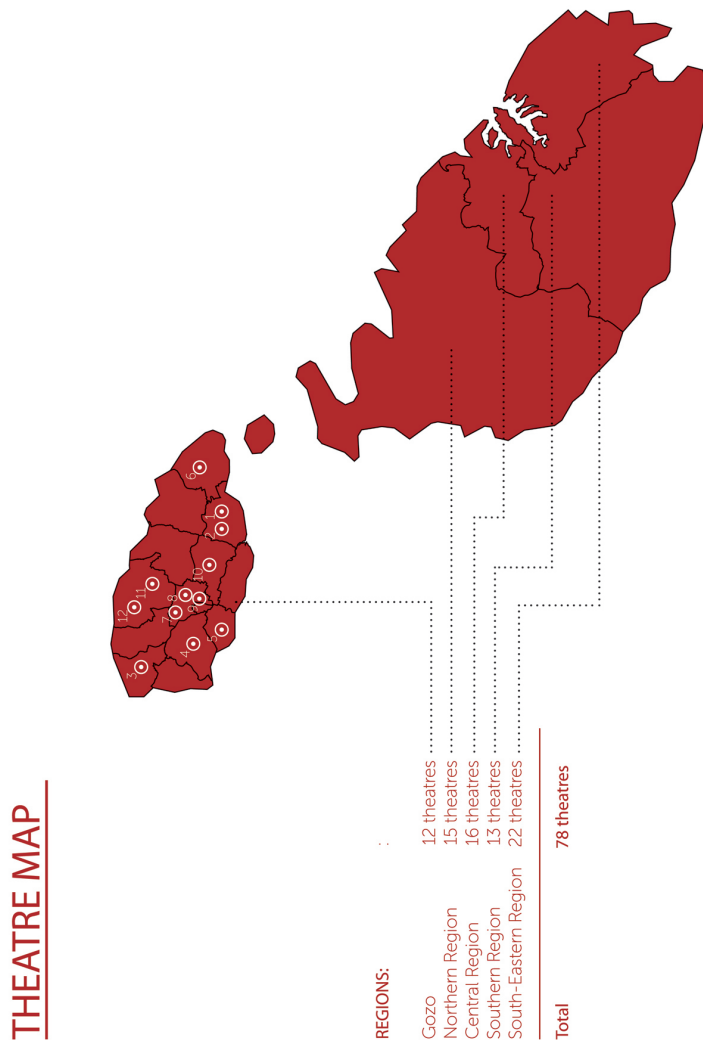 THEATRE MAP
REGIONS:
Gozo 12 theatres
Northern Region 15 theatres
Central Region 16 theatres
Southern Region 13 theatres
South-Eastern Region 22 theatres
Total 78 theatres
3
12
11
4
7
8
9
5
10
2
1
6